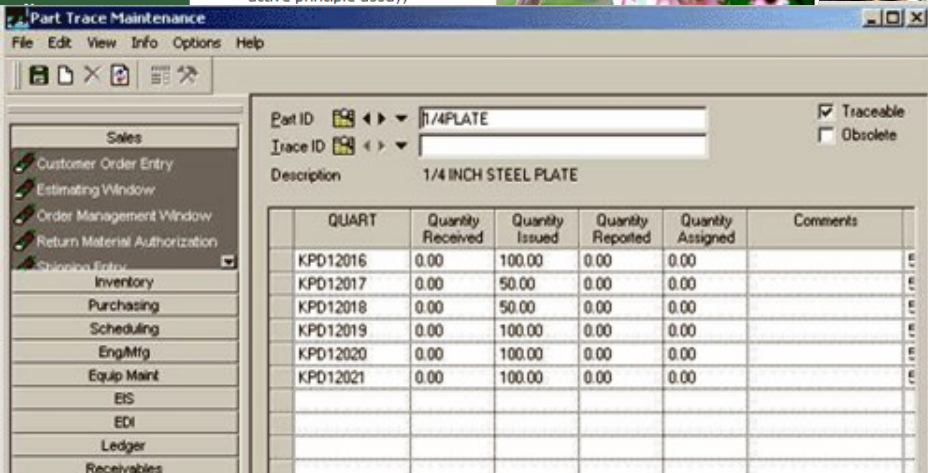 active principle assay,
Part Trace Maintenance
File Edit View Info Options Help
Part ID 1/4PLATE
Traceable
Trace ID
Obsolete
Description 1/4 INCH STEEL PLATE
Sales
Customer Order Entry
Estimating Window
Order Management Window
Return Material Authorization
Shipping Entry
Inventory
Purchasing
Scheduling
Eng/Mfg
Equip Maint
EIS
EDI
Ledger
Receivables
QUART Quantity Received Quantity Issued Quantity Reported Quantity Assigned Comments
KPD12016 0.00 100.00 0.00 0.00
KPD12017 0.00 50.00 0.00 0.00
KPD12018 0.00 50.00 0.00 0.00
KPD12019 0.00 100.00 0.00 0.00
KPD12020 0.00 100.00 0.00 0.00
KPD12021 0.00 100.00 0.00 0.00